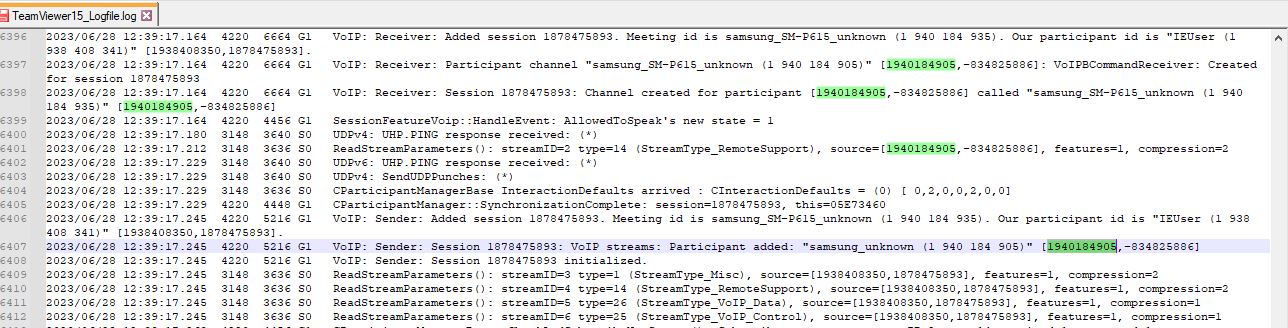 TeamViewer15_Logfile.log
6396 2023/06/28 12:39:17.164 4220 6664 G1 VoIP: Receiver: Added session 1878475893. Meeting id is samsung_SM-P615_unknown (1 940 184 935). Our participant id is "IEUser (1
938 408 341)" [1938408350,1878475893].
6397 2023/06/28 12:39:17.164 4220 6664 G1 VoIP: Receiver: Participant channel "samsung_SM-P615_unknown (1 940 184 905)" [1940184905,-834825886]: VoIPBCommandReceiver: Created
for session 1878475893
6398 2023/06/28 12:39:17.164 4220 6664 G1 VoIP: Receiver: Session 1878475893: Channel created for participant [1940184905,-834825886] called "samsung_SM-P615_unknown (1 940
184 935)" [1940184905,-834825886]
6399 2023/06/28 12:39:17.164 4220 4456 G1 SessionFeatureVoip::HandleEvent: AllowedToSpeak's new state = 1
6400 2023/06/28 12:39:17.180 3148 3640 S0 UDPv4: UHP.PING response received: (*)
6401 2023/06/28 12:39:17.212 3148 3636 S0 ReadStreamParameters(): streamID=2 type=14 (StreamType_RemoteSupport), source=[1940184905,-834825886], features=1, compression=2
6402 2023/06/28 12:39:17.229 3148 3640 S0 UDPv6: UHP.PING response received: (*)
6403 2023/06/28 12:39:17.229 3148 3640 S0 UDPv4: SendUDPPunches: (*)
6404 2023/06/28 12:39:17.229 3148 3636 S0 CParticipantManagerBase InteractionDefaults arrived : CInteractionDefaults = (0) [ 0,2,0,0,2,0,0]
6405 2023/06/28 12:39:17.229 4220 4448 G1 CParticipantManager::SynchronizationComplete: session=1878475893, this=05E73460
6406 2023/06/28 12:39:17.245 4220 5216 G1 VoIP: Sender: Added session 1878475893. Meeting id is samsung_SM-P615_unknown (1 940 184 935). Our participant id is "IEUser (1 938
408 341)" [1938408350,1878475893].
6407 2023/06/28 12:39:17.245 4220 5216 G1 VoIP: Sender: Session 1878475893: VoIP streams: Participant added: "samsung_unknown (1 940 184 905)" [1940184905,-834825886]
6408 2023/06/28 12:39:17.245 4220 5216 G1 VoIP: Sender: Session 1878475893 initialized.
6409 2023/06/28 12:39:17.245 3148 3636 S0 ReadStreamParameters(): streamID=3 type=1 (StreamType_Misc), source=[1938408350,1878475893], features=1, compression=2
6410 2023/06/28 12:39:17.245 3148 3636 S0 ReadStreamParameters(): streamID=4 type=14 (StreamType_RemoteSupport), source=[1938408350,1878475893], features=1, compression=2
6411 2023/06/28 12:39:17.245 3148 3636 S0 ReadStreamParameters(): streamID=5 type=26 (StreamType_VoIP_Data), source=[1938408350,1878475893], features=1, compression=1
6412 2023/06/28 12:39:17.245 3148 3636 S0 ReadStreamParameters(): streamID=6 type=25 (StreamType_VoIP_Control), source=[1938408350,1878475893], features=1, compression=1